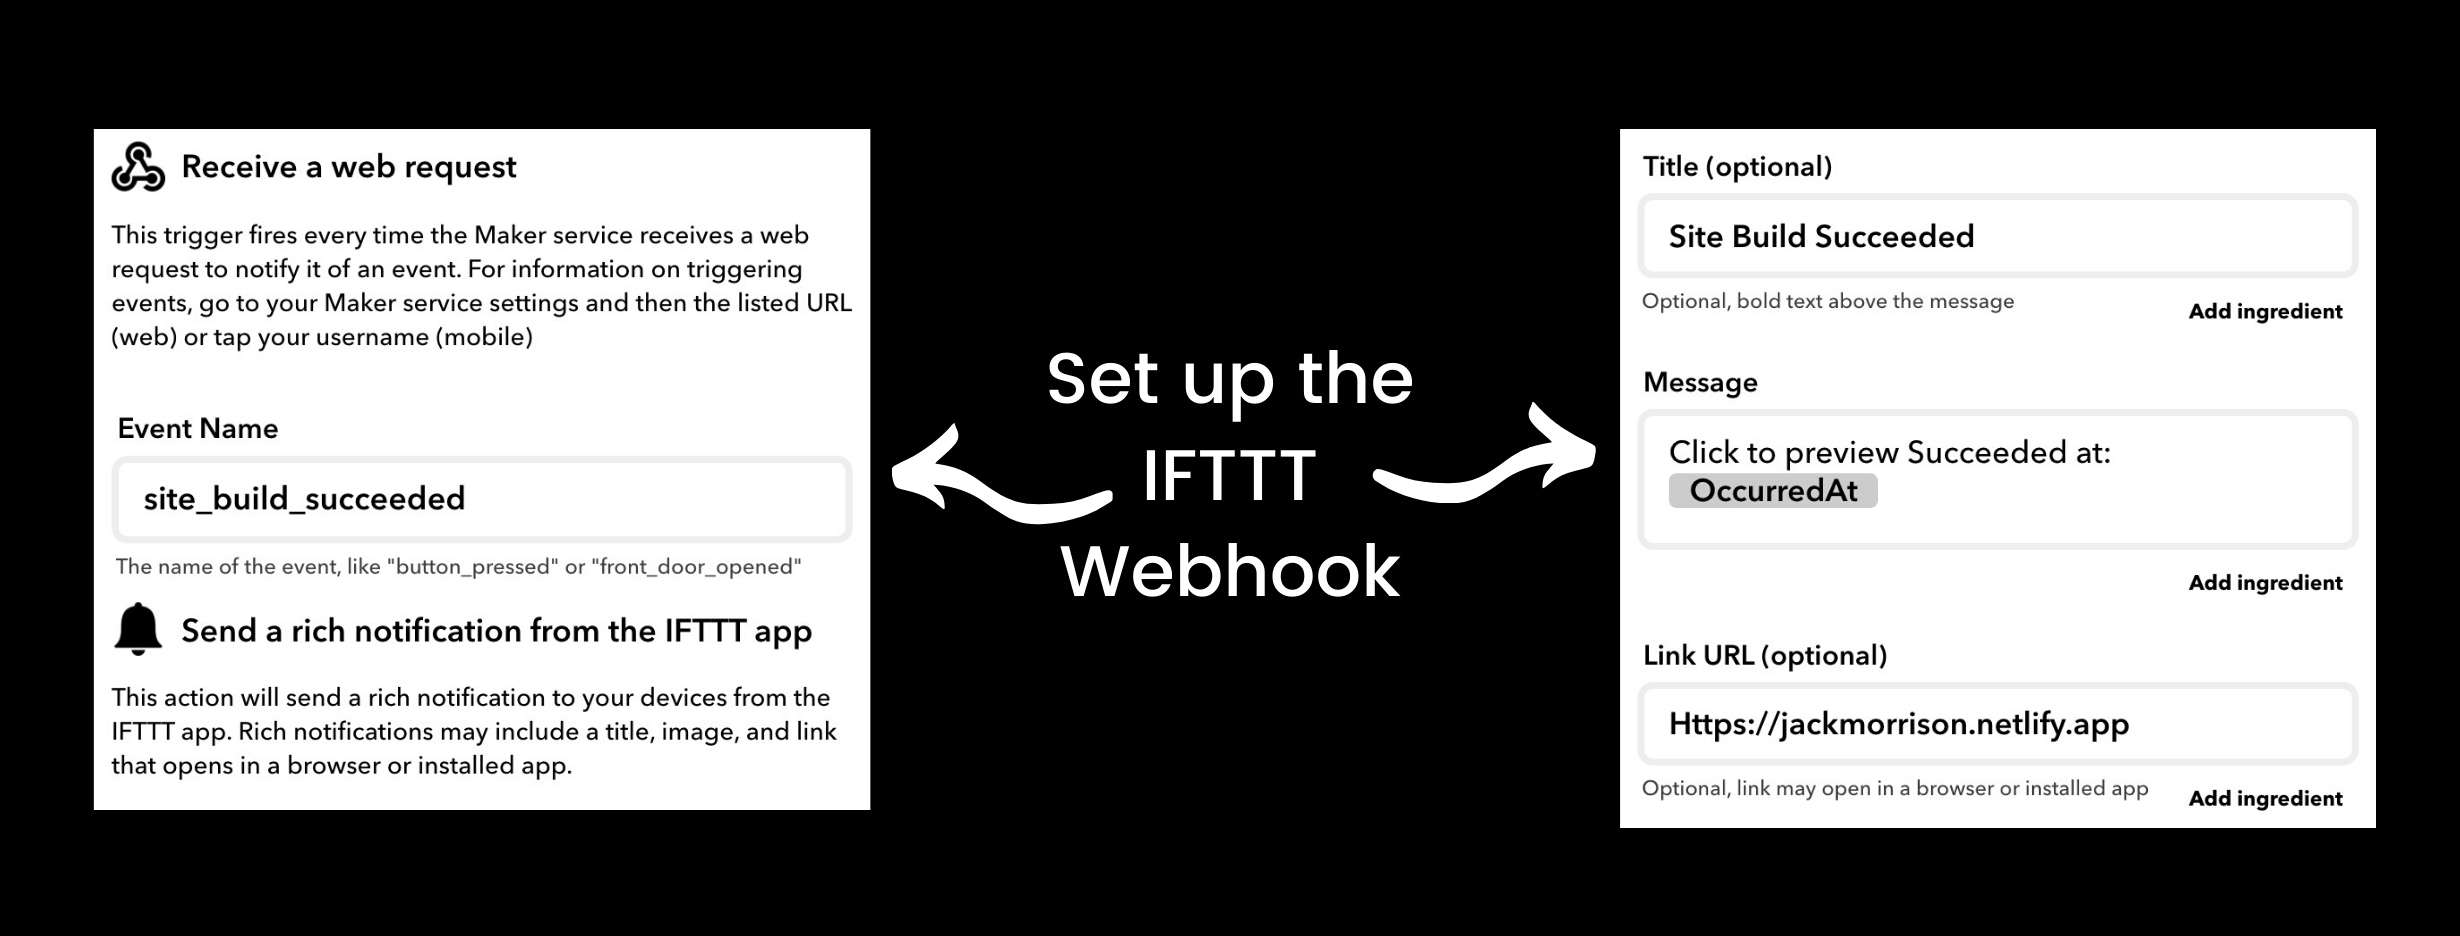 Receive a web request
This trigger fires every time the Maker service receives a web
request to notify it of an event. For information on triggering
events, go to your Maker service settings and then the listed URL
(web) or tap your username (mobile)
Event Name
site_build_succeeded
The name of the event, like "button_pressed" or "front_door_opened"
Send a rich notification from the IFTTT app
This action will send a rich notification to your devices from the
IFTTT app. Rich notifications may include a title, image, and link
that opens in a browser or installed app.
Set up the
IFTTT
Webhook
Title (optional)
Site Build Succeeded
Optional, bold text above the message
Add ingredient
Message
Click to preview Succeeded at:
OccurredAt
Add ingredient
Link URL (optional)
Https://jackmorrison.netlify.app
Optional, link may open in a browser or installed app
Add ingredient